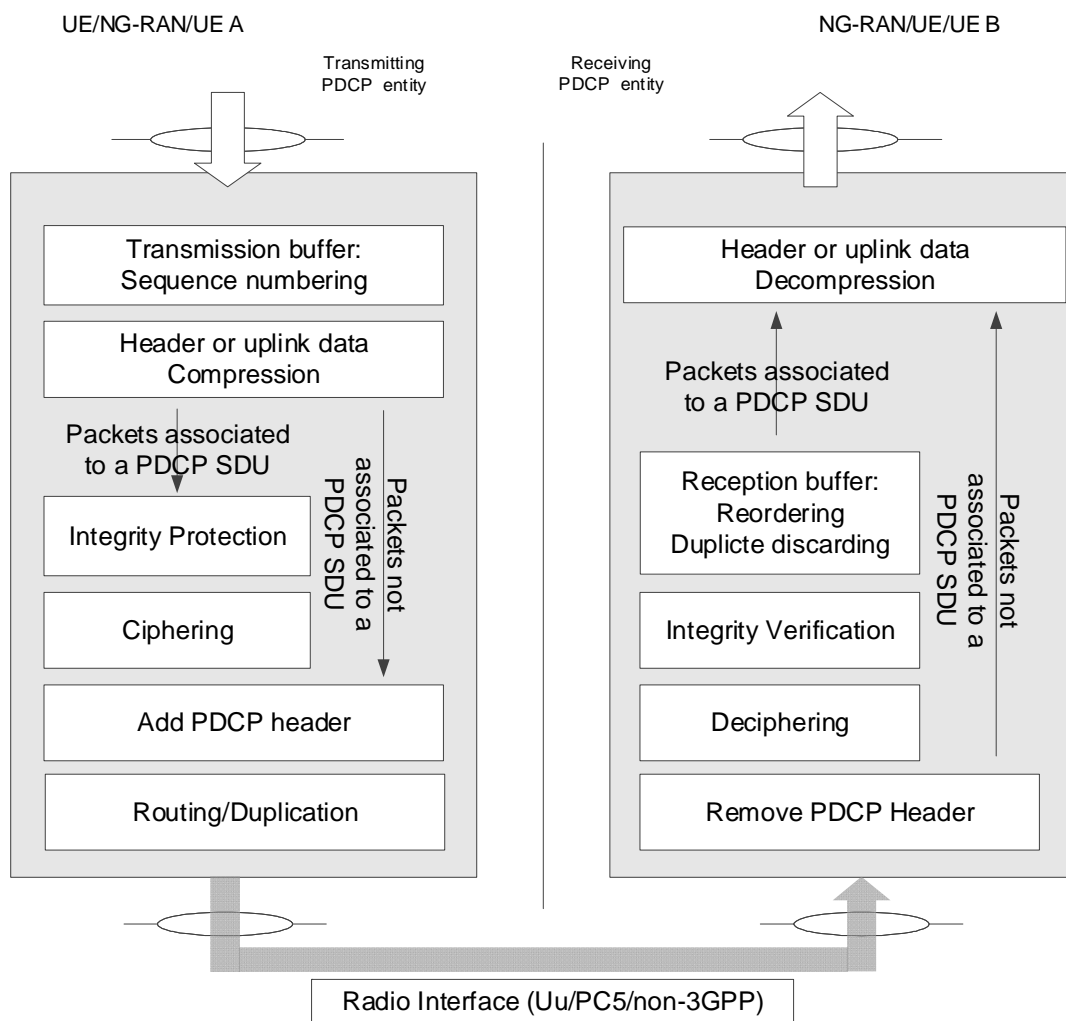 UE/NG-RAN/UE A
NG-RAN/UE/UE B
Transmitting
PDCP entity
Receiving
PDCP entity
Transmission buffer:
Sequence numbering
Header or uplink data
Compression
Packets associated
to a PDCP SDU
Packets not
associated to a
PDCP SDU
Integrity Protection
Ciphering
Add PDCP header
Routing/Duplication
Header or uplink data
Decompression
Packets associated
to a PDCP SDU
Packets not
associated to a
PDCP SDU
Reception buffer:
Reordering
Duplicte discarding
Integrity Verification
Deciphering
Remove PDCP Header
Radio Interface (Uu/PC5/non-3GPP)